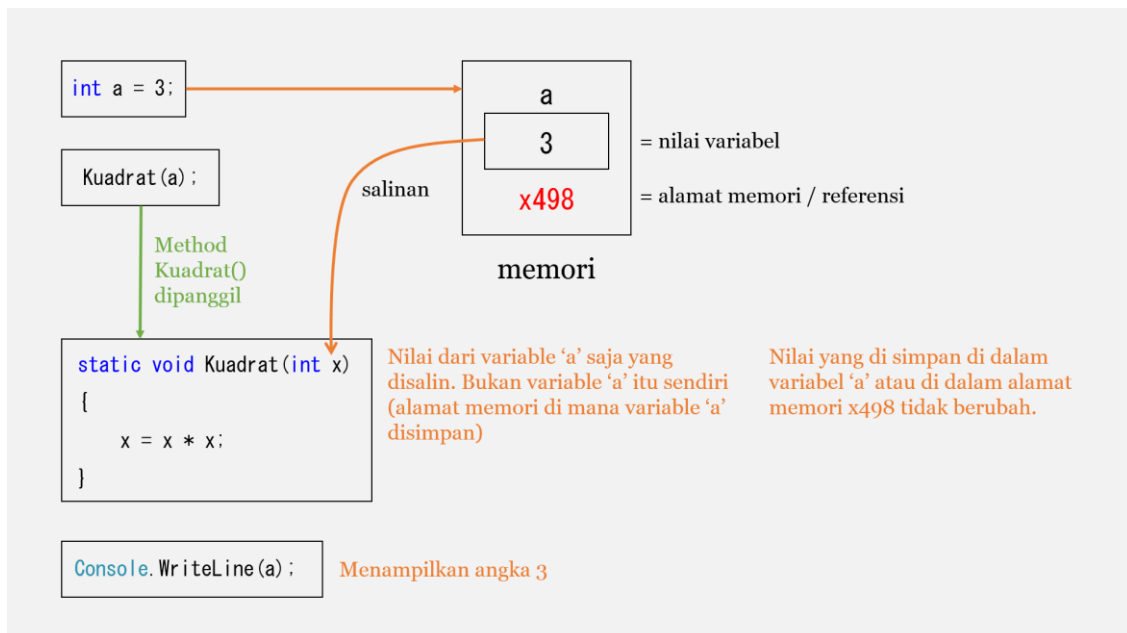 int a = 3;
a
3
= nilai variabel
Kuadrat(a);
salinan
x498
= alamat memori / referensi
memori
Method
Kuadrat()
dipanggil
static void Kuadrat(int x)
{
x = x * x;
}
Nilai dari variable ‘a’ saja yang
disalin. Bukan variable ‘a’ itu sendiri
(alamat memori di mana variable ‘a’
disimpan)
Nilai yang di simpan di dalam
variabel ‘a’ atau di dalam alamat
memori x498 tidak berubah.
Console.WriteLine(a);
Menampilkan angka 3